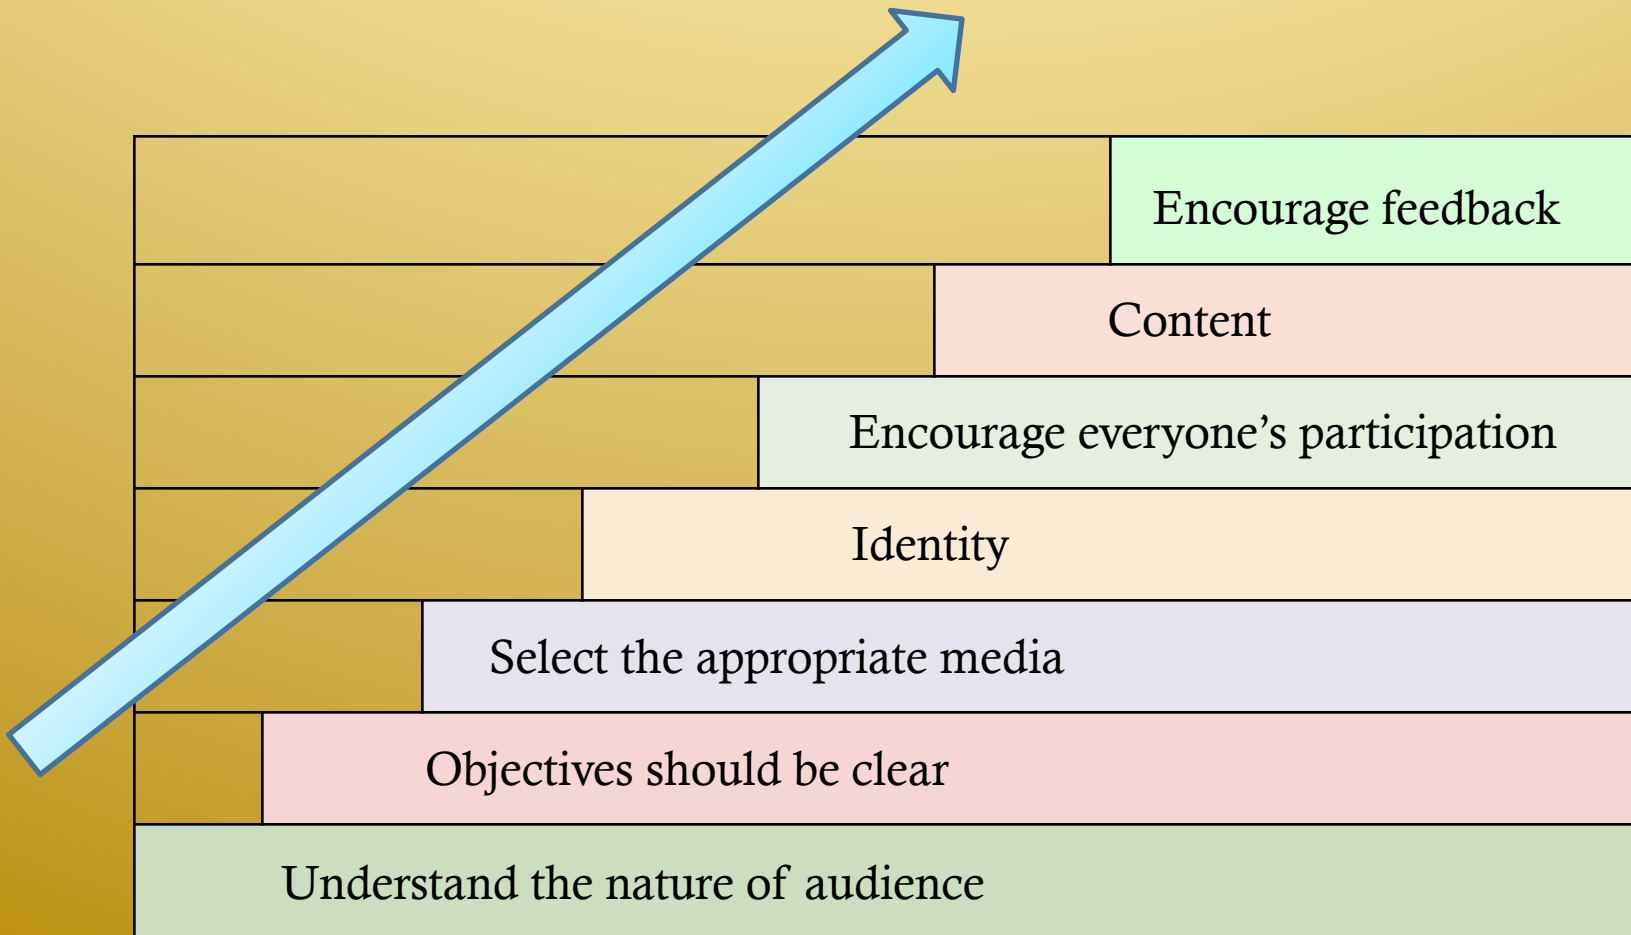 Encourage feedback
Content
Encourage everyone’s participation
Identity
Select the appropriate media
Objectives should be clear
Understand the nature of audience